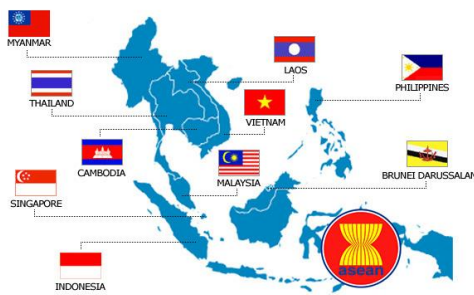 MYANMAR
LAOS
PHILIPPINES
THAILAND
VIETNAM
CAMBODIA
MALAYSIA
BRUNEI DARUSSALAM
SINGAPORE
asean
INDONESIA